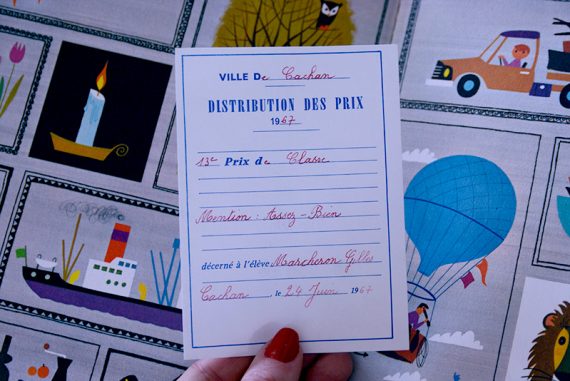 VILLE De Cachan
DISTRIBUTION DES PRIX
1967
13e Prix de Classe
Mention : Assez-Bien
décerné à l'élève Marcheron Gilles
Cachan, le 24 Juin 1967